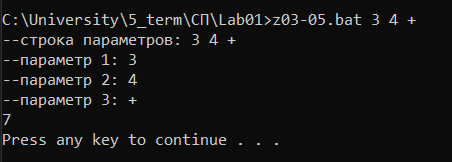 C:\University\5_term\СП\Lab01>z03-05.bat 3 4 +
--строка параметров: 3 4 +
--параметр 1: 3
--параметр 2: 4
--параметр 3: +
7
Press any key to continue . . .